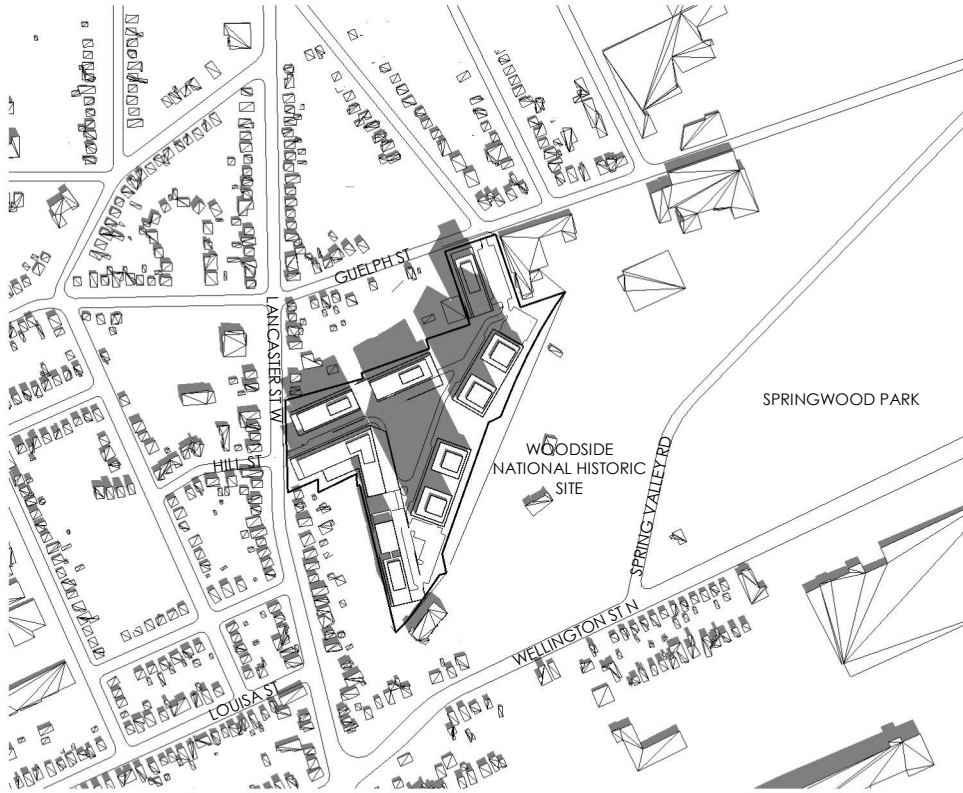 GUELPH ST
LANCASTER ST W
SPRINGWOOD PARK
WOODSIDE
NATIONAL HISTORIC
SITE
HILL ST
SPRING VALLEY RD
WELLINGTON ST N
LOUISA ST